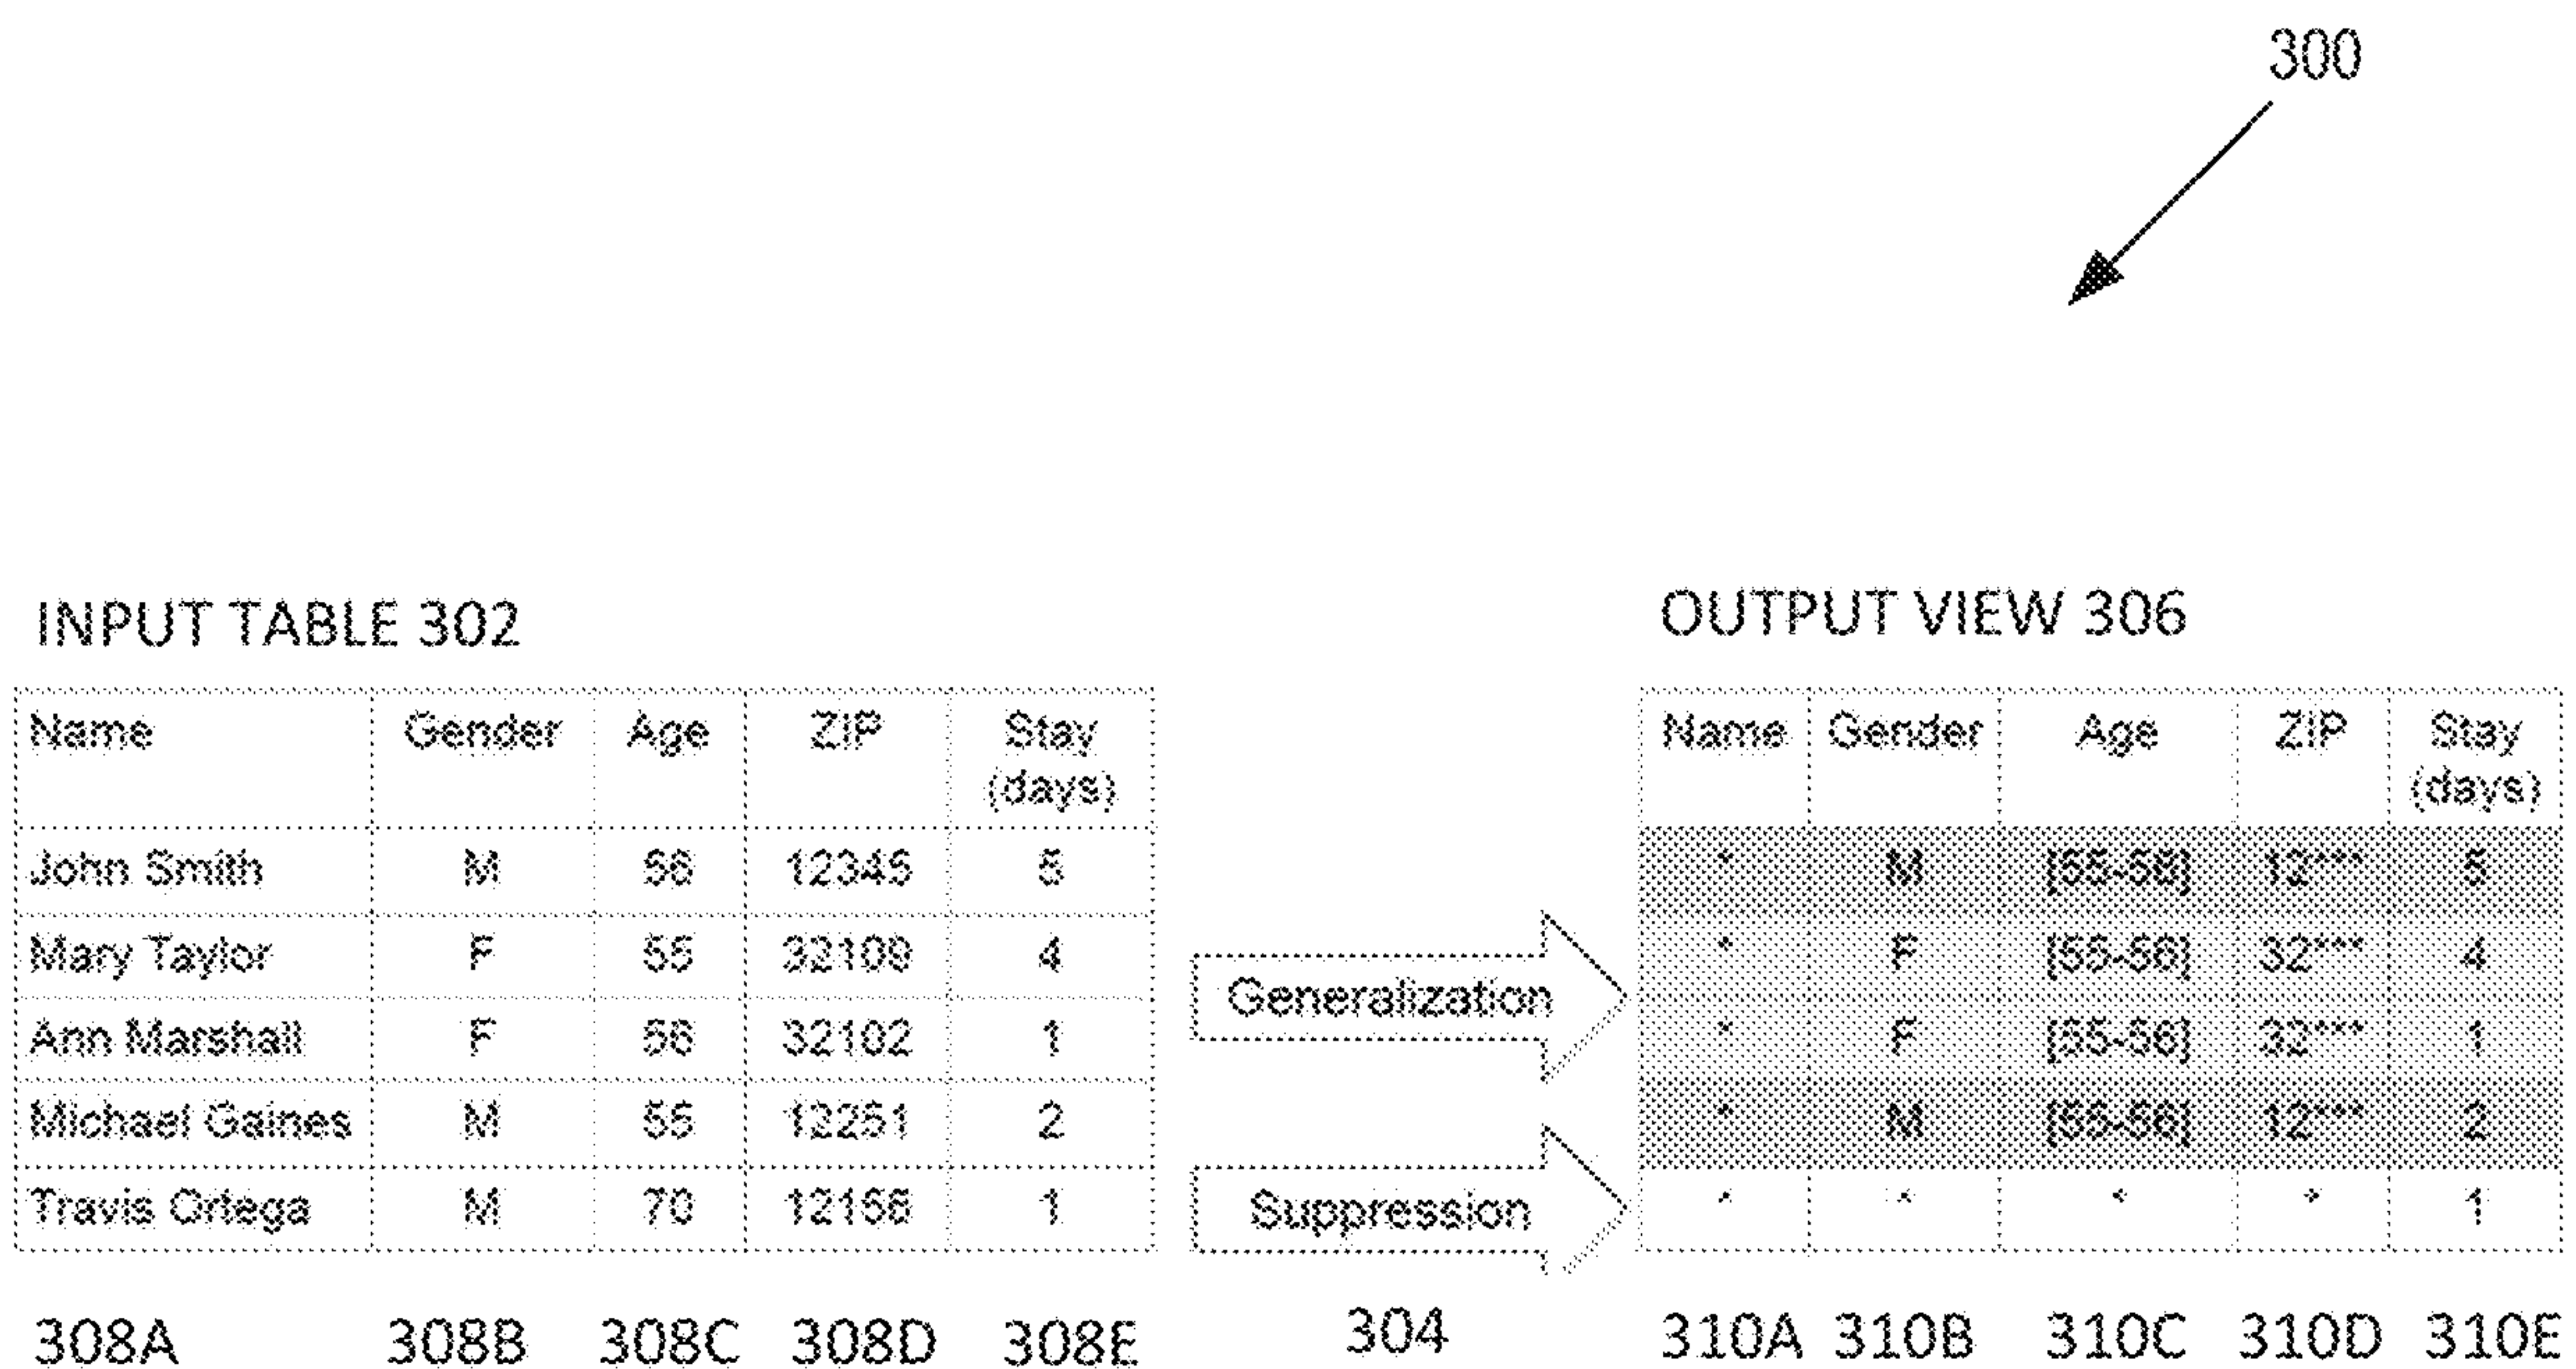 300
INPUT TABLE 302
Name Gender Age ZIP Stay (days)
John Smith M 56 12345 5
Mary Taylor F 55 32109 4
Ann Marshall F 56 32102 1
Michael Gaines M 55 12251 2
Travis Ortega M 70 12158 1
308A 308B 308C 308D 308E
Generalization
Suppression
304
OUTPUT VIEW 306
Name Gender Age ZIP Stay (days)
* M [55-56] 12*** 5
* F [55-56] 32*** 4
* F [55-56] 32*** 1
* M [55-56] 12*** 2
* * * * 1
310A 310B 310C 310D 310E